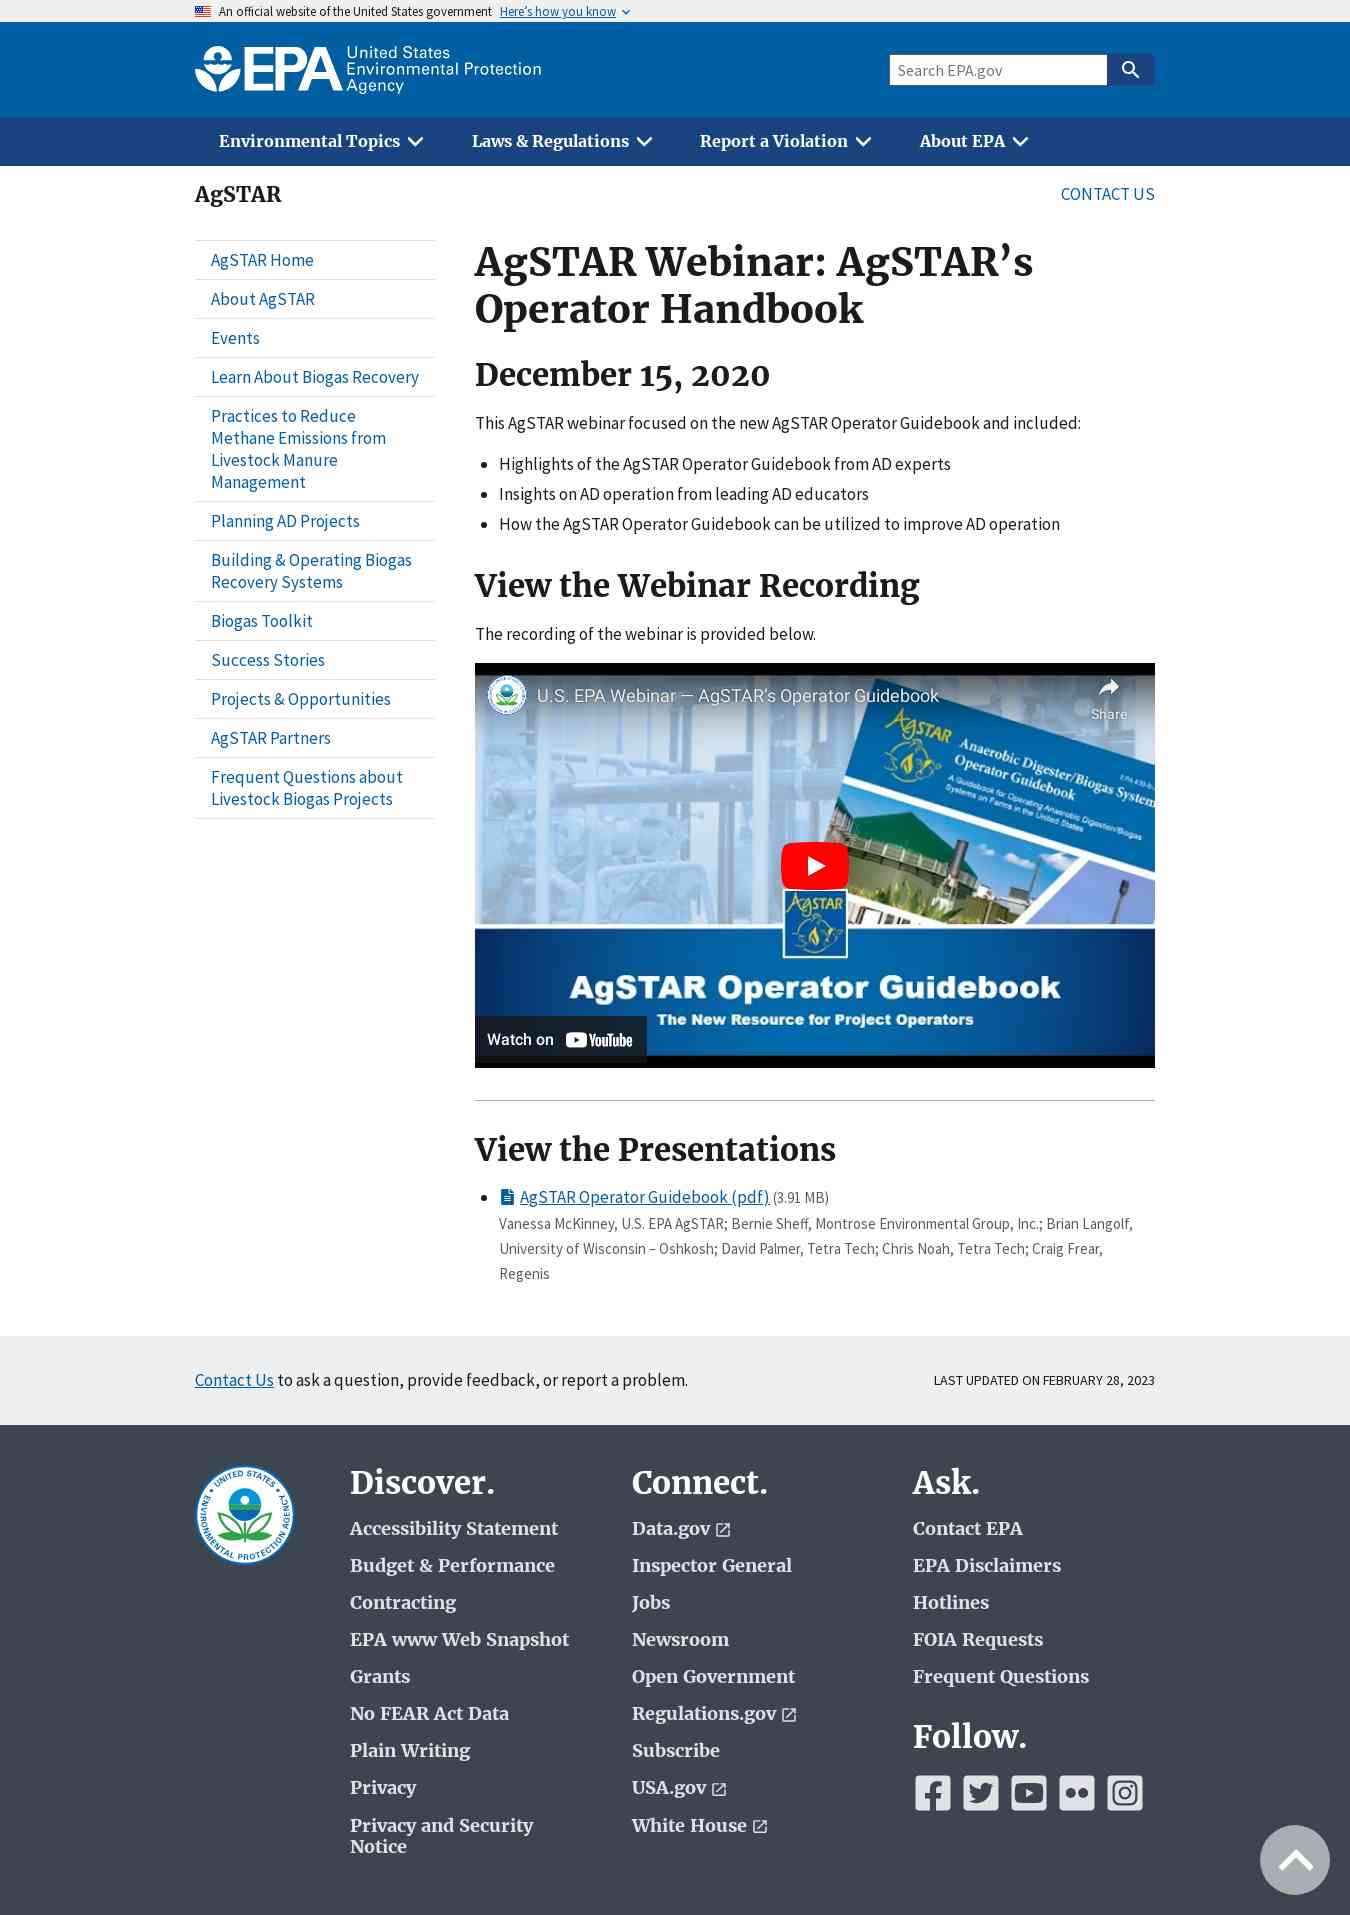 An official website of the United States government Here's how you know
EPA United States
Environmental Protection
Agency
Search EPA.gov
Environmental Topics
Laws & Regulations
Report a Violation
About EPA
AgSTAR
CONTACT US
AgSTAR Home
About AgSTAR
Events
Learn About Biogas Recovery
Practices to Reduce
Methane Emissions from
Livestock Manure
Management
Planning AD Projects
Building & Operating Biogas
Recovery Systems
Biogas Toolkit
Success Stories
Projects & Opportunities
AgSTAR Partners
Frequent Questions about
Livestock Biogas Projects
AgSTAR Webinar: AgSTAR’s
Operator Handbook
December 15, 2020
This AgSTAR webinar focused on the new AgSTAR Operator Guidebook and included:
Highlights of the AgSTAR Operator Guidebook from AD experts
Insights on AD operation from leading AD educators
How the AgSTAR Operator Guidebook can be utilized to improve AD operation
View the Webinar Recording
The recording of the webinar is provided below.
U.S. EPA Webinar — AgSTAR's Operator Guidebook
Share
AgSTAR
Anaerobic Digester/Biogas System
Operator Guidebook
A Guidebook for Operating Anaerobic Digestion/Biogas
Systems on Farms in the United States
AgSTAR
AgSTAR Operator Guidebook
The New Resource for Project Operators
Watch on YouTube
View the Presentations
AgSTAR Operator Guidebook (pdf) (3.91 MB)
Vanessa McKinney, U.S. EPA AgSTAR; Bernie Sheff, Montrose Environmental Group, Inc.; Brian Langolf,
University of Wisconsin – Oshkosh; David Palmer, Tetra Tech; Chris Noah, Tetra Tech; Craig Frear,
Regenis
Contact Us to ask a question, provide feedback, or report a problem.
LAST UPDATED ON FEBRUARY 28, 2023
UNITED STATES
ENVIRONMENTAL PROTECTION AGENCY
Discover.
Accessibility Statement
Budget & Performance
Contracting
EPA www Web Snapshot
Grants
No FEAR Act Data
Plain Writing
Privacy
Privacy and Security
Notice
Connect.
Data.gov
Inspector General
Jobs
Newsroom
Open Government
Regulations.gov
Subscribe
USA.gov
White House
Ask.
Contact EPA
EPA Disclaimers
Hotlines
FOIA Requests
Frequent Questions
Follow.